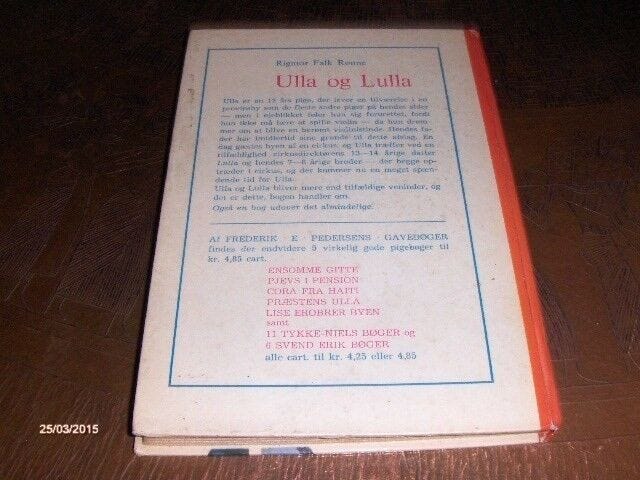 Rigmor Falk Rønne
Ulla og Lulla
Ulla er en 13 års pige, der lever en tilværelse i en
provinsby som de fleste andre piger på hendes alder
— men i øjeblikket føler hun sig forurettet, fordi
hun ikke må lære at spille violin — da hun drøm-
mer om at blive en berømt violinistinde. Hendes fa-
der har imidlertid sine grunde til dette afslag. En
dag gæstes byen af en cirkus, og Ulla træffer ved en
tilfældighed cirkusdirektørens 13—14 årige datter
Lulla og hendes 7—8 årige broder — der begge op-
træder i cirkus, og der kommer nu en meget spæn-
dende tid for Ulla.
Ulla og Lulla bliver mere end tilfældige veninder, og
det er dette, bogen handler om.
Også en bog udover det almindelige.
Af FREDERIK E. PEDERSENS GAVEBØGER
findes der endvidere 5 virkelig gode pigebøger til
kr. 4,85 cart.
ENSOMME GITTE
PJEVS I PENSION
CORA FRA HAITI
PRÆSTENS ULLA
LISE EROBRER BYEN
samt
11 TYKKE-NIELS BØGER og
6 SVEND ERIK BØGER
alle cart. til kr. 4,25 eller 4,85
25/03/2015